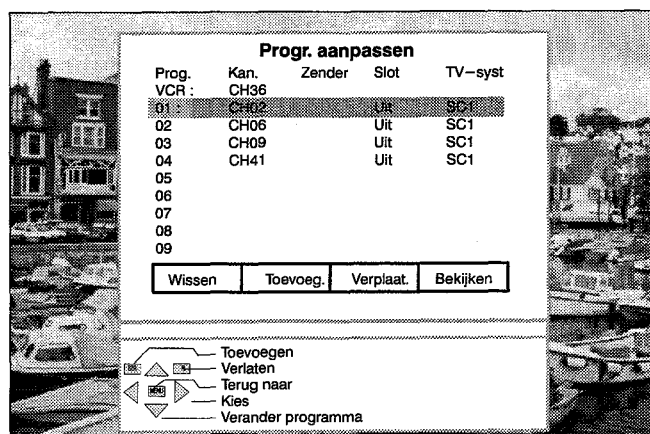 Progr. aanpassen
Prog. Kan. Zender Slot TV-syst
VCR : CH36
01 : CH02 Uit SC1
02 CH06 Uit SC1
03 CH09 Uit SC1
04 CH41 Uit SC1
05
06
07
08
09
Wissen Toevoeg. Verplaat. Bekijken
Toevoegen
Verlaten
MENU Terug naar
Kies
Verander programma